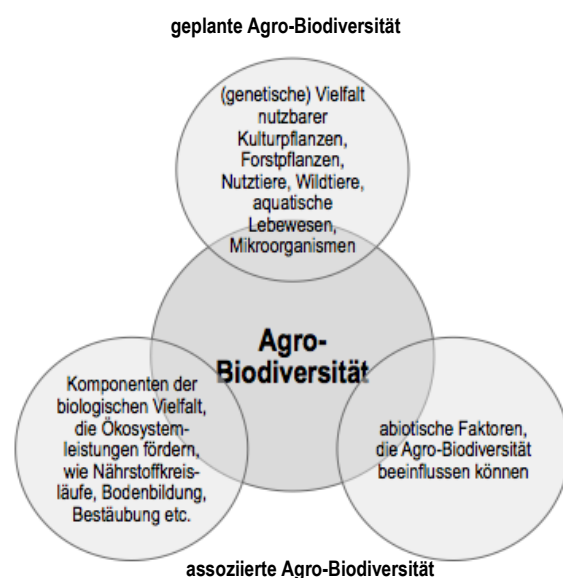 geplante Agro-Biodiversität
(genetische) Vielfalt
nutzbarer
Kulturpflanzen,
Forstpflanzen,
Nutztiere, Wildtiere,
aquatische
Lebewesen,
Mikroorganismen
Agro-
Biodiversität
Komponenten der
biologischen Vielfalt,
die Ökosystem-
leistungen fördern,
wie Nährstoffkreis-
läufe, Bodenbildung,
Bestäubung etc.
abiotische Faktoren,
die Agro-Biodiversität
beeinflussen können
assoziierte Agro-Biodiversität